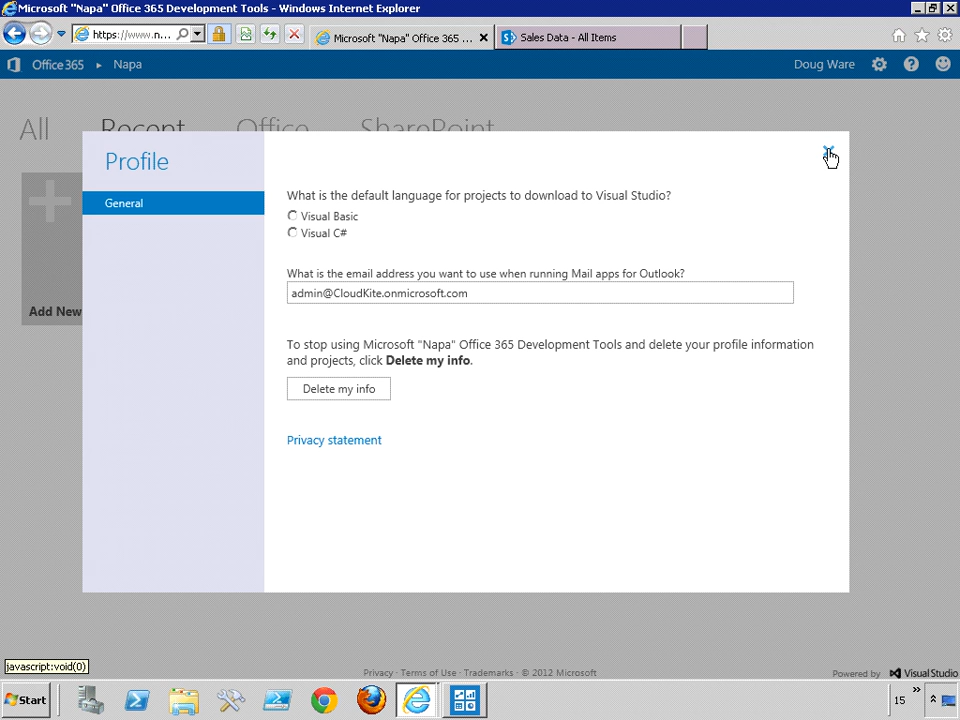 Microsoft "Napa" Office 365 Development Tools - Windows Internet Explorer
https://www.n...
Microsoft "Napa" Office 365 ...
Sales Data - All Items
Office 365 ▸ Napa
Doug Ware
All Recent Office SharePoint
Profile
General
What is the default language for projects to download to Visual Studio?
Visual Basic
Visual C#
What is the email address you want to use when running Mail apps for Outlook?
admin@CloudKite.onmicrosoft.com
Add New
To stop using Microsoft "Napa" Office 365 Development Tools and delete your profile information
and projects, click Delete my info.
Delete my info
Privacy statement
javascript:void(0)
Privacy · Terms of Use · Trademarks · © 2012 Microsoft
Powered by Visual Studio
Start
15